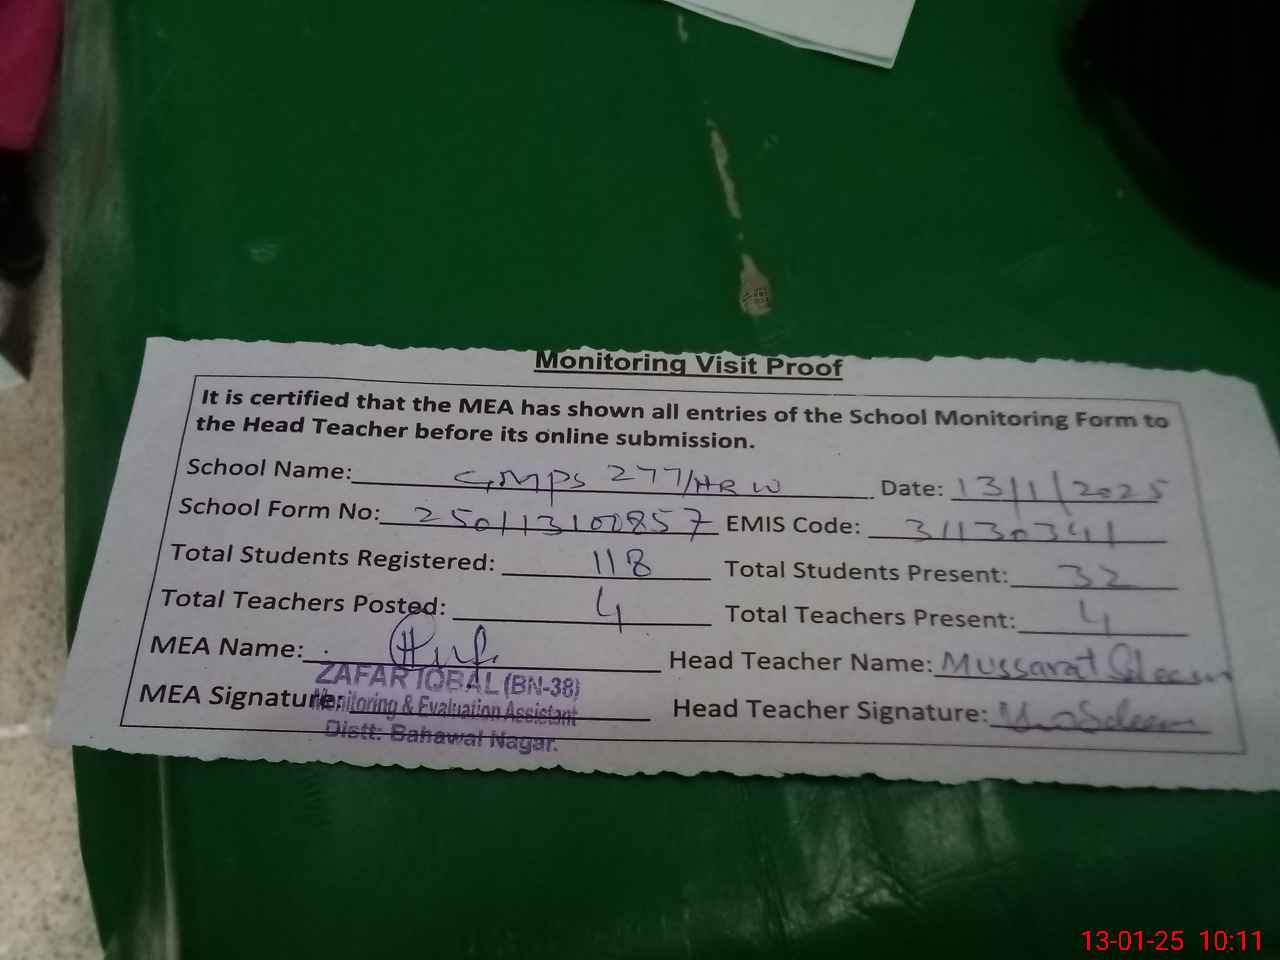 Monitoring Visit Proof
It is certified that the MEA has shown all entries of the School Monitoring Form to
the Head Teacher before its online submission.
School Name: GMPS 277/HR W Date: 13/1/2025
School Form No: 250113100857 EMIS Code: 31130341
Total Students Registered: 118 Total Students Present: 32
Total Teachers Posted: 4 Total Teachers Present: 4
MEA Name: Head Teacher Name: Mussarat Saleem
ZAFAR IQBAL (BN-38)
MEA Signature: Head Teacher Signature:
Monitoring & Evaluation Assistant
Distt: Bahawal Nagar.
13-01-25 10:11